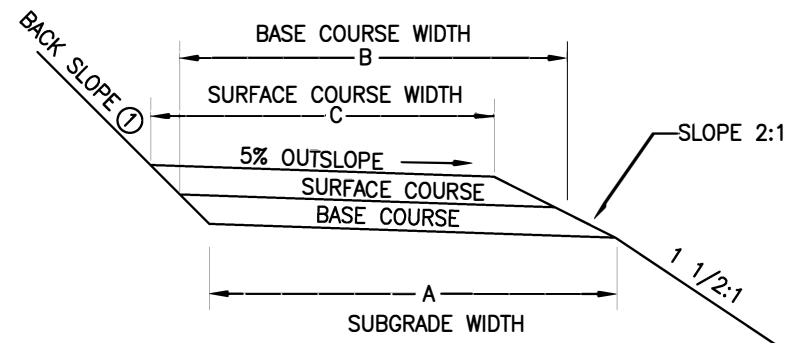 BACK SLOPE ①
BASE COURSE WIDTH
B
SURFACE COURSE WIDTH
C
SLOPE 2:1
5% OUTSLOPE
SURFACE COURSE
BASE COURSE
1 1/2:1
A
SUBGRADE WIDTH